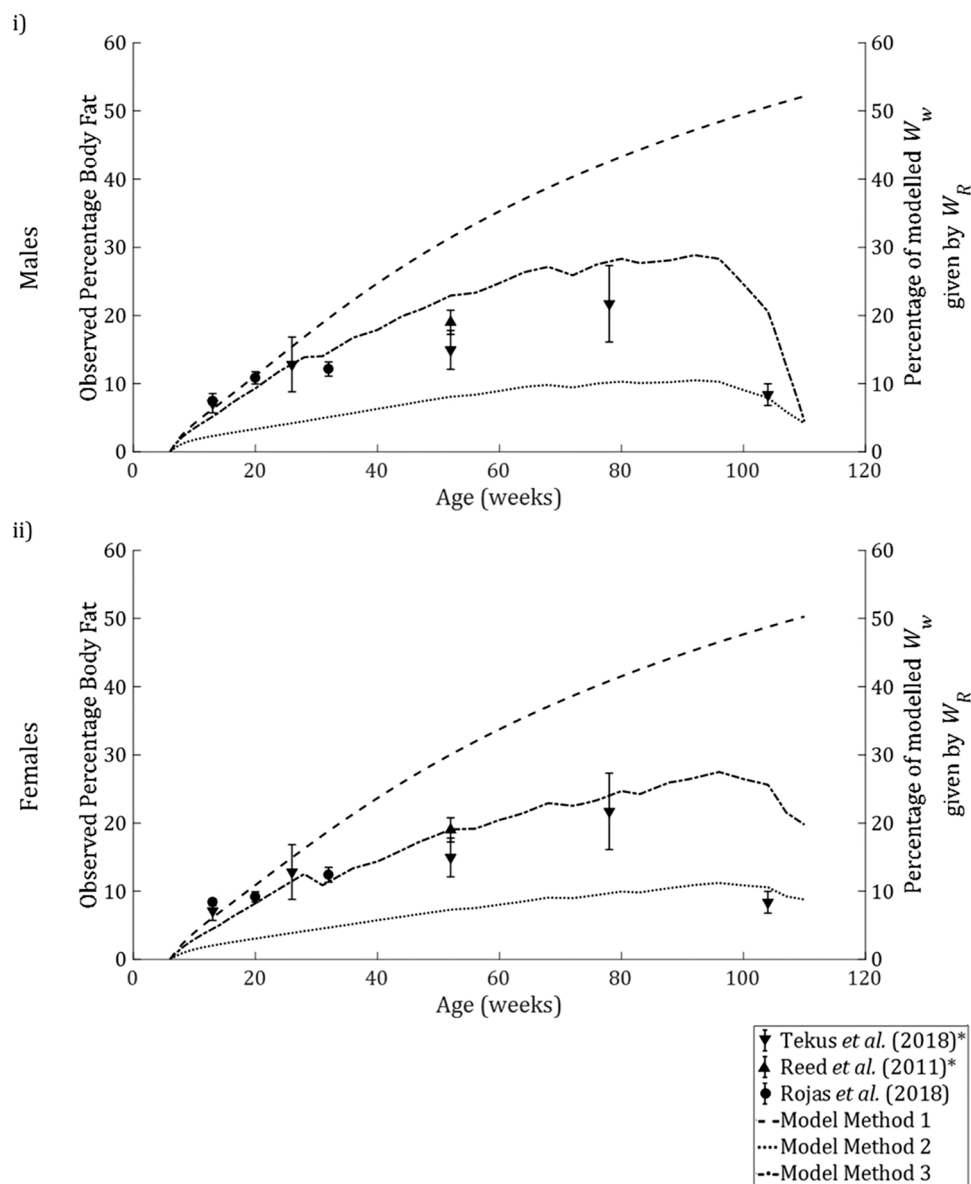 i)
Males
Observed Percentage Body Fat
60
50
40
30
20
10
0
0 20 40 60 80 100 120
Age (weeks)
60
50
40
30
20
10
0
Percentage of modelled W_w
given by W_R
ii)
Females
Observed Percentage Body Fat
60
50
40
30
20
10
0
0 20 40 60 80 100 120
Age (weeks)
60
50
40
30
20
10
0
Percentage of modelled W_w
given by W_R
Tekus et al. (2018)*
Reed et al. (2011)*
Rojas et al. (2018)
Model Method 1
Model Method 2
Model Method 3